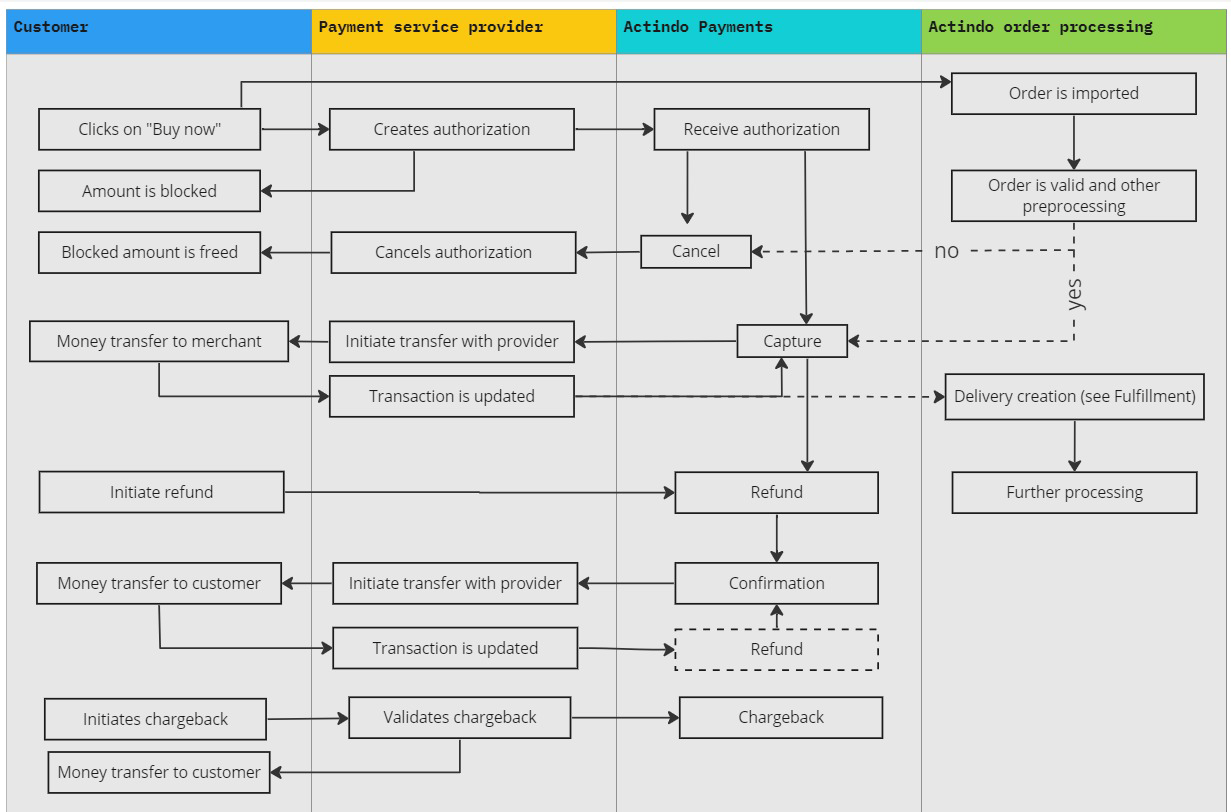 Customer
Payment service provider
Actindo Payments
Actindo order processing
Order is imported
Clicks on "Buy now"
Creates authorization
Receive authorization
Amount is blocked
Order is valid and other
preprocessing
Blocked amount is freed
Cancels authorization
Cancel
no
yes
Money transfer to merchant
Initiate transfer with provider
Capture
Transaction is updated
Delivery creation (see Fulfillment)
Initiate refund
Refund
Further processing
Money transfer to customer
Initiate transfer with provider
Confirmation
Transaction is updated
Refund
Initiates chargeback
Validates chargeback
Chargeback
Money transfer to customer